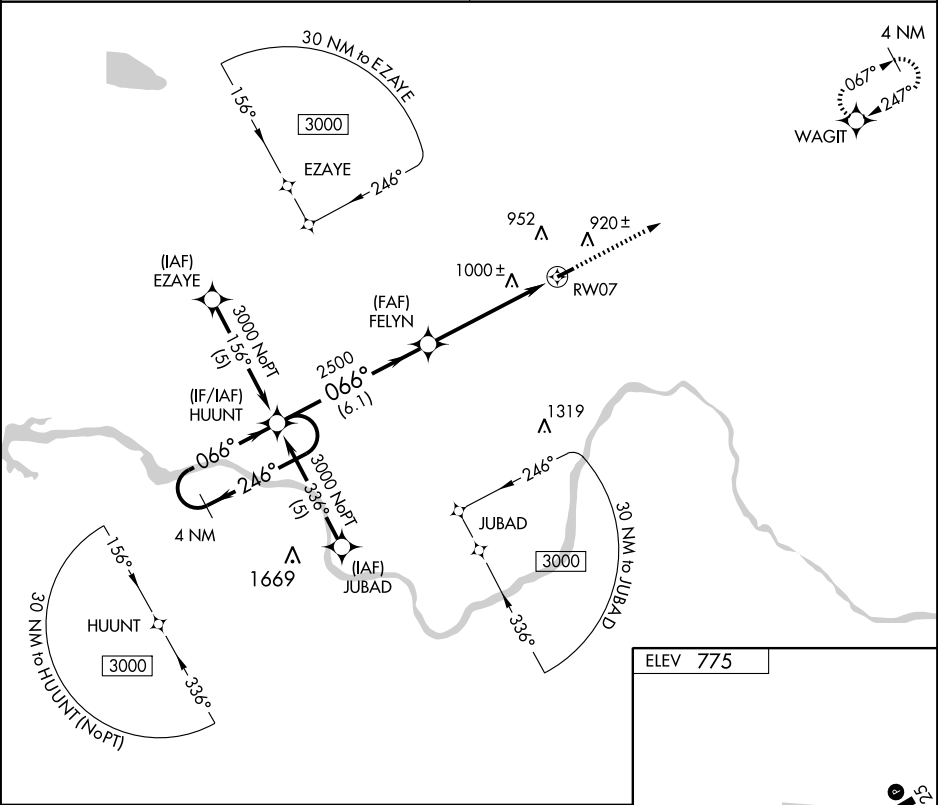 30 NM to EZAYE
156°
3000
EZAYE
246°
4 NM
067°
247°
WAGIT
952
920±
1000±
RW07
(IAF)
EZAYE
3000 NoPT
156°
(5)
(FAF)
FELYN
2500
066°
(6.1)
(IF/IAF)
HUUNT
066°
246°
4 NM
3000 NoPT
336°
(5)
(IAF)
JUBAD
1669
1319
246°
JUBAD
3000
336°
30 NM to JUBAD
156°
HUUNT
3000
336°
30 NM to HUUNT (NoPT)
ELEV 775
P
25